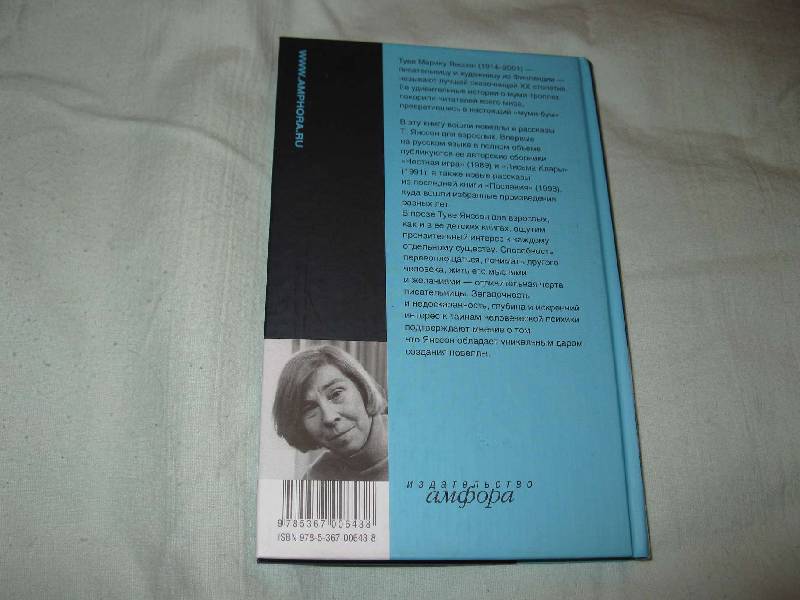 WWW.AMPHORA.RU
Туве Марику Янссон (1914–2001) —
писательницу и художницу из Финляндии —
называют лучшей сказочницей XX столетия.
Ее удивительные истории о муми-троллях
покорили читателей всего мира,
превратившись в настоящий «муми-бум»
В эту книгу вошли новеллы и рассказы
Т. Янссон для взрослых. Впервые
на русском языке в полном объеме
публикуются ее авторские сборники
«Честная игра» (1989) и «Письма Клары»
(1991), а также новые рассказы
из последней книги «Послания» (1998),
куда вошли избранные произведения
разных лет.
В прозе Туве Янссон для взрослых,
как и в ее детских книгах, ощутим
пронзительный интерес к каждому
отдельному существу. Способность
перевоплощаться, понимать другого
человека, жить его мыслями
и желаниями — отличительная черта
писательницы. Загадочность
и недосказанность, глубина и искренний
интерес к тайнам человеческой психики
подтверждают мнение о том,
что Янссон обладает уникальным даром
создания новеллы.
издательство
амфора
9785367005438
ISBN 978-5-367-00543-8